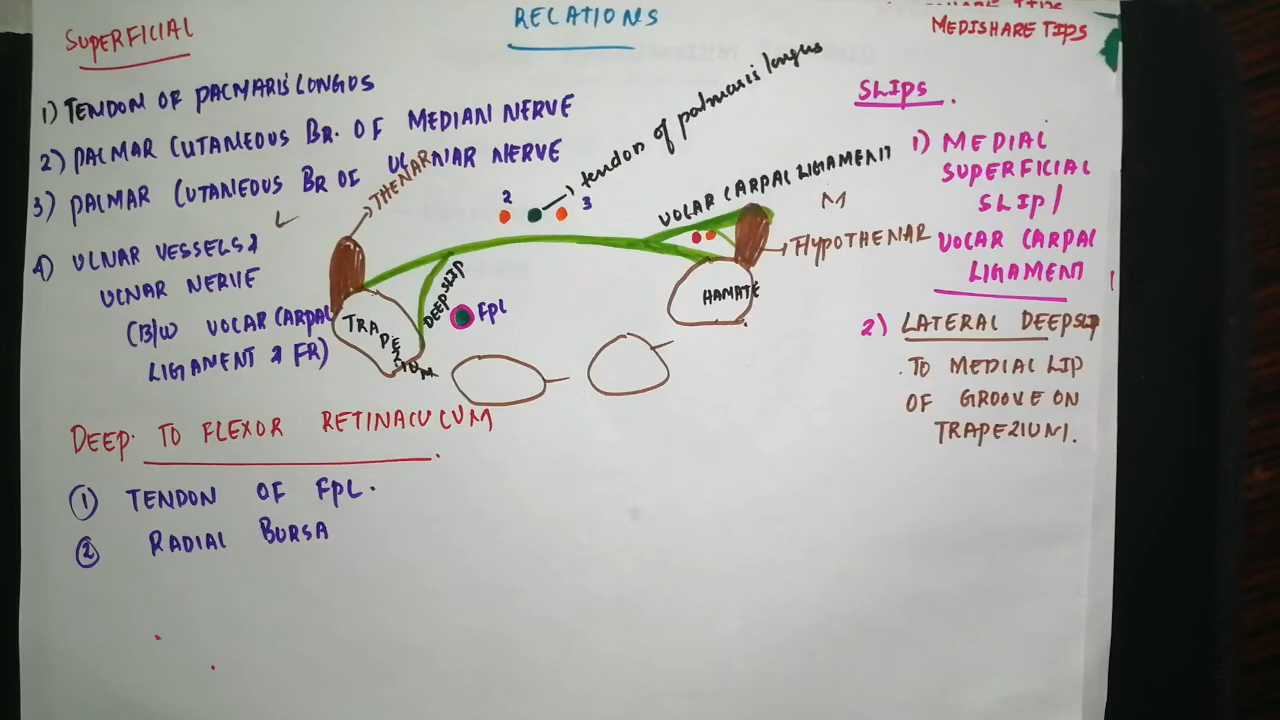 RELATIONS
MEDISHARE TIPS
SUPERFICIAL
1) TENDON OF PALMARIS LONGUS
2) PALMAR CUTANEOUS BR. OF MEDIAN NERVE
3) PALMAR CUTANEOUS BR OF ULNAR NERVE
4) ULNAR VESSELS &
ULNAR NERVE
(B/W VOLAR CARPAL
LIGAMENT & FR)
THENAR
2
3
tendon of palmaris longus
VOLAR CARPAL LIGAMENT
L
M
HYPOTHENAR
HAMATE
TRAPEZIUM
DEEP SLIP
FPL
SLIPS.
1) MEDIAL
SUPERFICIAL
SLIP/
VOLAR CARPAL
LIGAMENT
2) LATERAL DEEP SLIP
TO MEDIAL LIP
OF GROOVE ON
TRAPEZIUM.
DEEP. TO FLEXOR RETINACULUM
1 TENDON OF FPL.
2 RADIAL BURSA